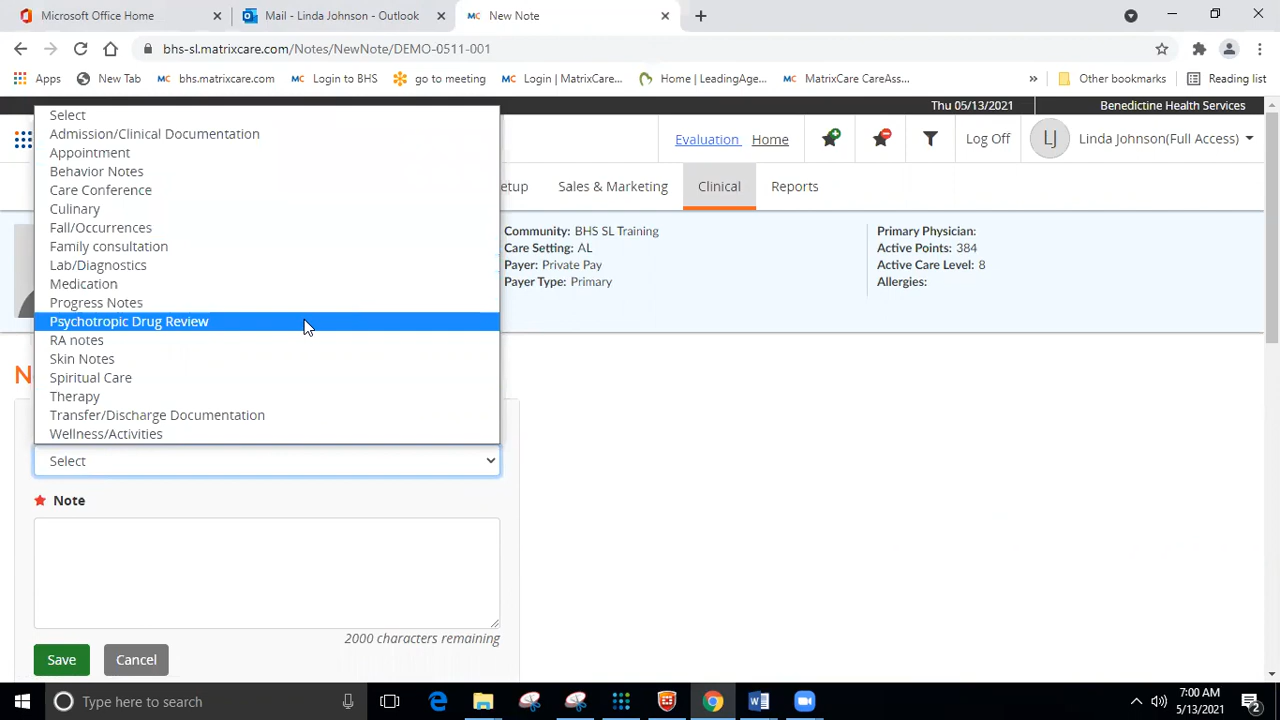 Microsoft Office Home
Mail - Linda Johnson - Outlook
MC New Note
bhs-sl.matrixcare.com/Notes/NewNote/DEMO-0511-001
Apps
New Tab
MC bhs.matrixcare.com
MC Login to BHS
go to meeting
MC Login | MatrixCare...
Home | LeadingAge...
MC MatrixCare CareAss...
»
Other bookmarks
Reading list
Thu 05/13/2021
Benedictine Health Services
Evaluation Home
Log Off
LJ
Linda Johnson(Full Access)
etup
Sales & Marketing
Clinical
Reports
Community: BHS SL Training
Care Setting: AL
Payer: Private Pay
Payer Type: Primary
Primary Physician:
Active Points: 384
Active Care Level: 8
Allergies:
N
Select
Admission/Clinical Documentation
Appointment
Behavior Notes
Care Conference
Culinary
Fall/Occurrences
Family consultation
Lab/Diagnostics
Medication
Progress Notes
Psychotropic Drug Review
RA notes
Skin Notes
Spiritual Care
Therapy
Transfer/Discharge Documentation
Wellness/Activities
Select
Note
2000 characters remaining
Save
Cancel
Type here to search
7:00 AM
5/13/2021
2